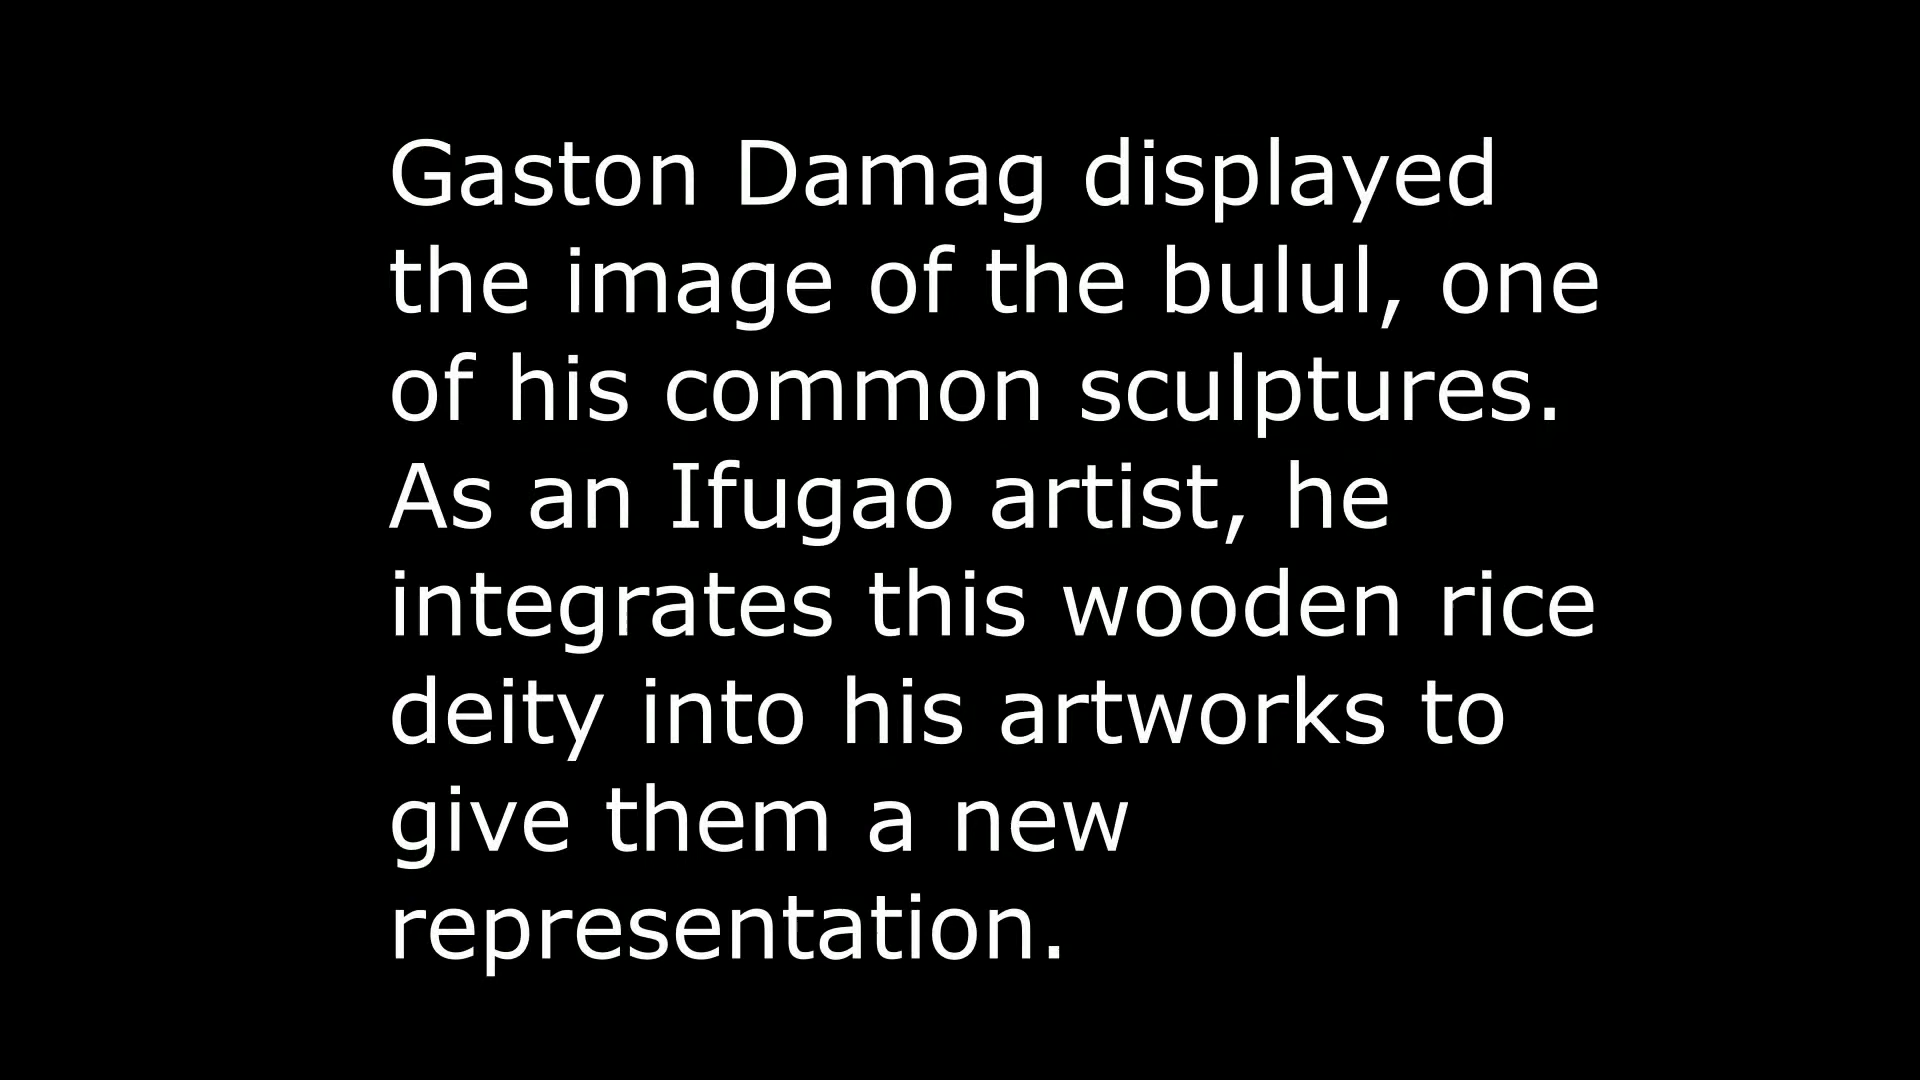 Gaston Damag displayed
the image of the bulul, one
of his common sculptures.
As an Ifugao artist, he
integrates this wooden rice
deity into his artworks to
give them a new
representation.